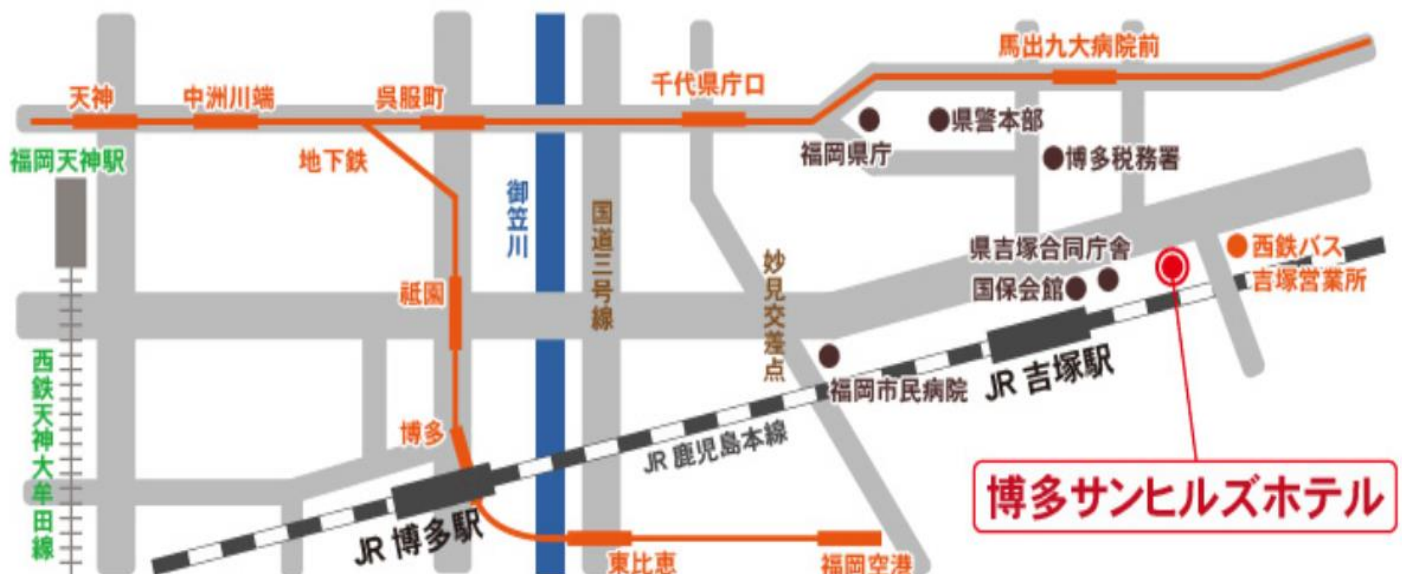 馬出九大病院前
千代県庁口
天神
中洲川端
呉服町
県警本部
福岡県庁
博多税務署
福岡天神駅
地下鉄
御笠川
国道三号線
妙見交差点
県吉塚合同庁舎
西鉄バス
吉塚営業所
国保会館
祗園
西鉄天神大牟田線
福岡市民病院
JR 吉塚駅
博多
JR 鹿児島本線
博多サンヒルズホテル
JR 博多駅
東比恵
福岡空港